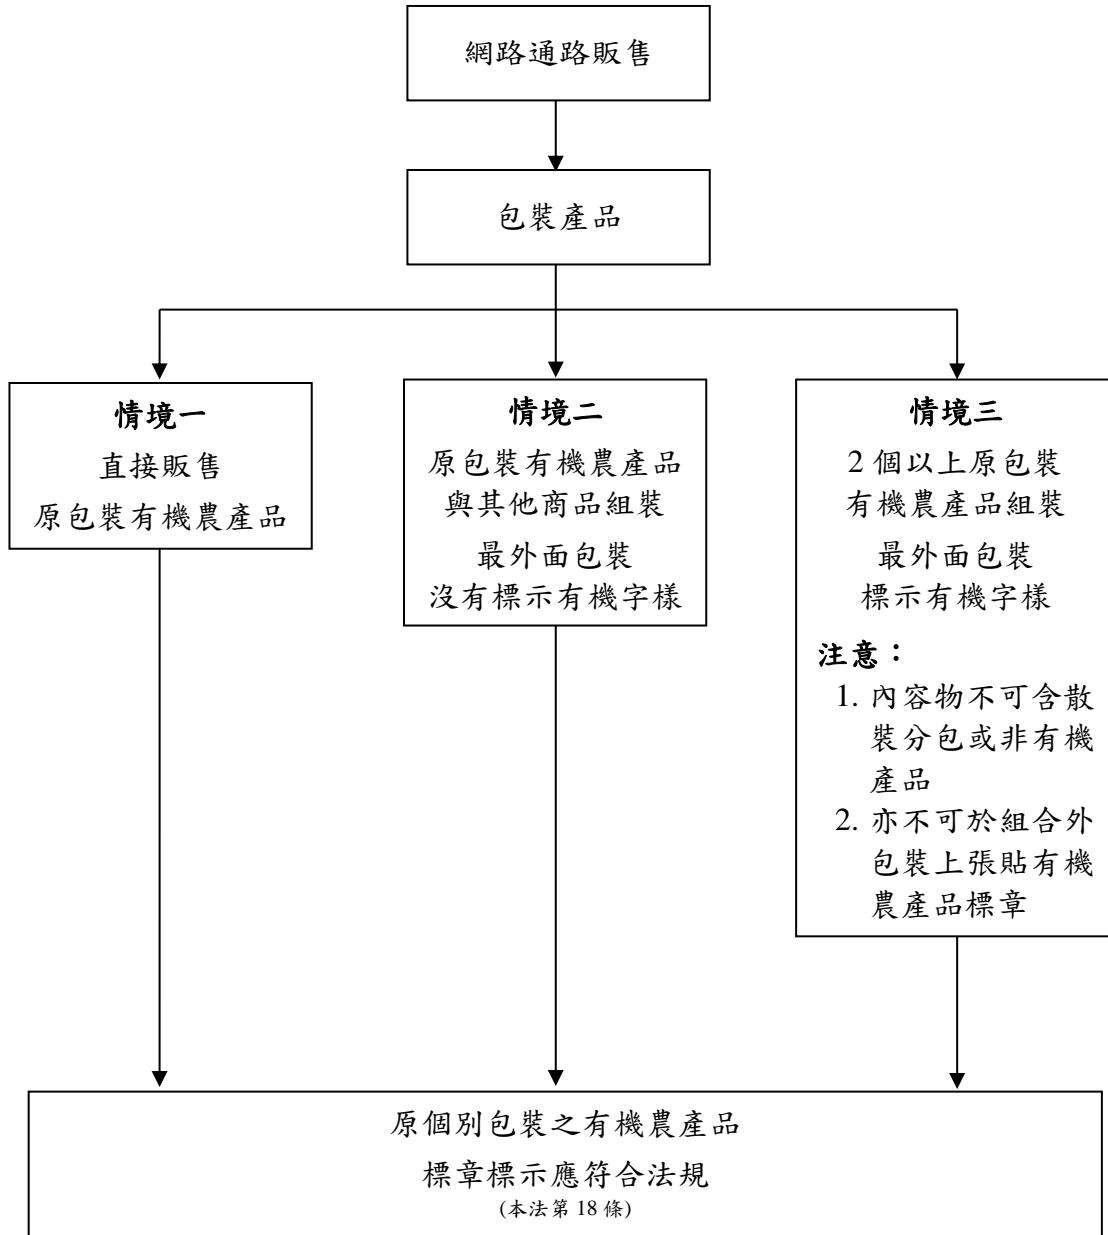 網路通路販售
包裝產品
情境一
直接販售
原包裝有機農產品
情境二
原包裝有機農產品
與其他商品組裝
最外面包裝
沒有標示有機字樣
情境三
2 個以上原包裝
有機農產品組裝
最外面包裝
標示有機字樣
注意：
1. 內容物不可含散
裝分包或非有機
產品
2. 亦不可於組合外
包裝上張貼有機
農產品標章
原個別包裝之有機農產品
標章標示應符合法規
(本法第 18 條)